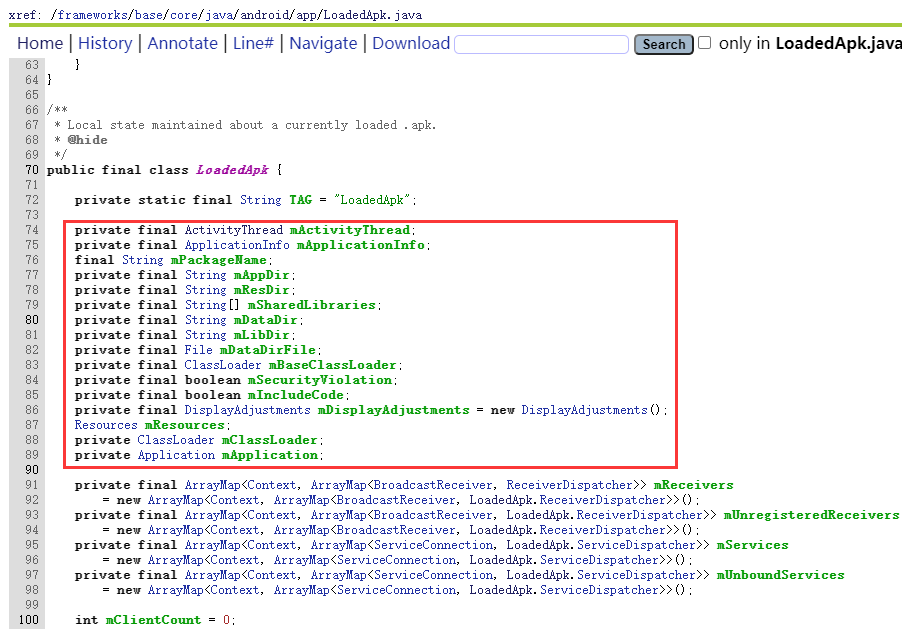 xref: /frameworks/base/core/java/android/app/LoadedApk.java
Home | History | Annotate | Line# | Navigate | Download Search only in LoadedApk.java
63     }
64 }
65
66 /**
67  * Local state maintained about a currently loaded .apk.
68  * @hide
69  */
70 public final class LoadedApk {
71
72     private static final String TAG = "LoadedApk";
73
74     private final ActivityThread mActivityThread;
75     private final ApplicationInfo mApplicationInfo;
76     final String mPackageName;
77     private final String mAppDir;
78     private final String mResDir;
79     private final String[] mSharedLibraries;
80     private final String mDataDir;
81     private final String mLibDir;
82     private final File mDataDirFile;
83     private final ClassLoader mBaseClassLoader;
84     private final boolean mSecurityViolation;
85     private final boolean mIncludeCode;
86     private final DisplayAdjustments mDisplayAdjustments = new DisplayAdjustments();
87     Resources mResources;
88     private ClassLoader mClassLoader;
89     private Application mApplication;
90
91     private final ArrayMap<Context, ArrayMap<BroadcastReceiver, ReceiverDispatcher>> mReceivers
92         = new ArrayMap<Context, ArrayMap<BroadcastReceiver, LoadedApk.ReceiverDispatcher>>();
93     private final ArrayMap<Context, ArrayMap<BroadcastReceiver, LoadedApk.ReceiverDispatcher>> mUnregisteredReceivers
94         = new ArrayMap<Context, ArrayMap<BroadcastReceiver, LoadedApk.ReceiverDispatcher>>();
95     private final ArrayMap<Context, ArrayMap<ServiceConnection, LoadedApk.ServiceDispatcher>> mServices
96         = new ArrayMap<Context, ArrayMap<ServiceConnection, LoadedApk.ServiceDispatcher>>();
97     private final ArrayMap<Context, ArrayMap<ServiceConnection, LoadedApk.ServiceDispatcher>> mUnboundServices
98         = new ArrayMap<Context, ArrayMap<ServiceConnection, LoadedApk.ServiceDispatcher>>();
99
100     int mClientCount = 0;